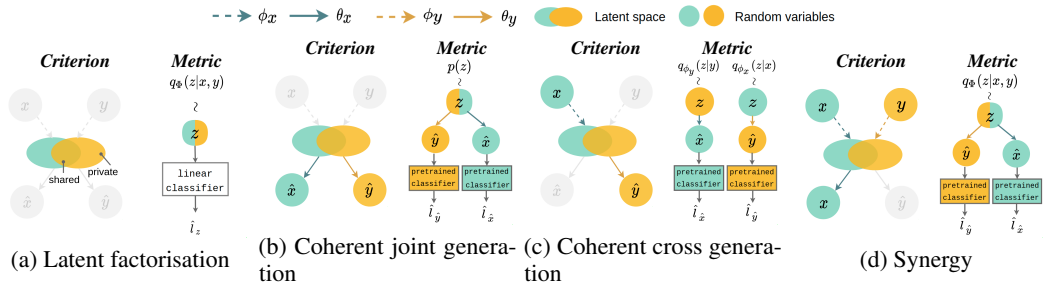 ϕx θx ϕy θy Latent space Random variables
Criterion Metric
qΦ(z|x, y)
x y
z
shared private
linear
classifier
x̂ ŷ
l̂z
(a) Latent factorisation
Criterion Metric
p(z)
x y
z
ŷ x̂
pretrained
classifier
pretrained
classifier
x̂ ŷ
l̂ŷ l̂x̂
(b) Coherent joint genera-
tion
Criterion Metric
qϕy(z|y) qϕx(z|x)
x y
z z
x̂ ŷ
pretrained
classifier
pretrained
classifier
x̂ ŷ
l̂x̂ l̂ŷ
(c) Coherent cross genera-
tion
Criterion Metric
qΦ(z|x, y)
x y
z
ŷ x̂
pretrained
classifier
pretrained
classifier
x ŷ
l̂ŷ l̂x̂
(d) Synergy